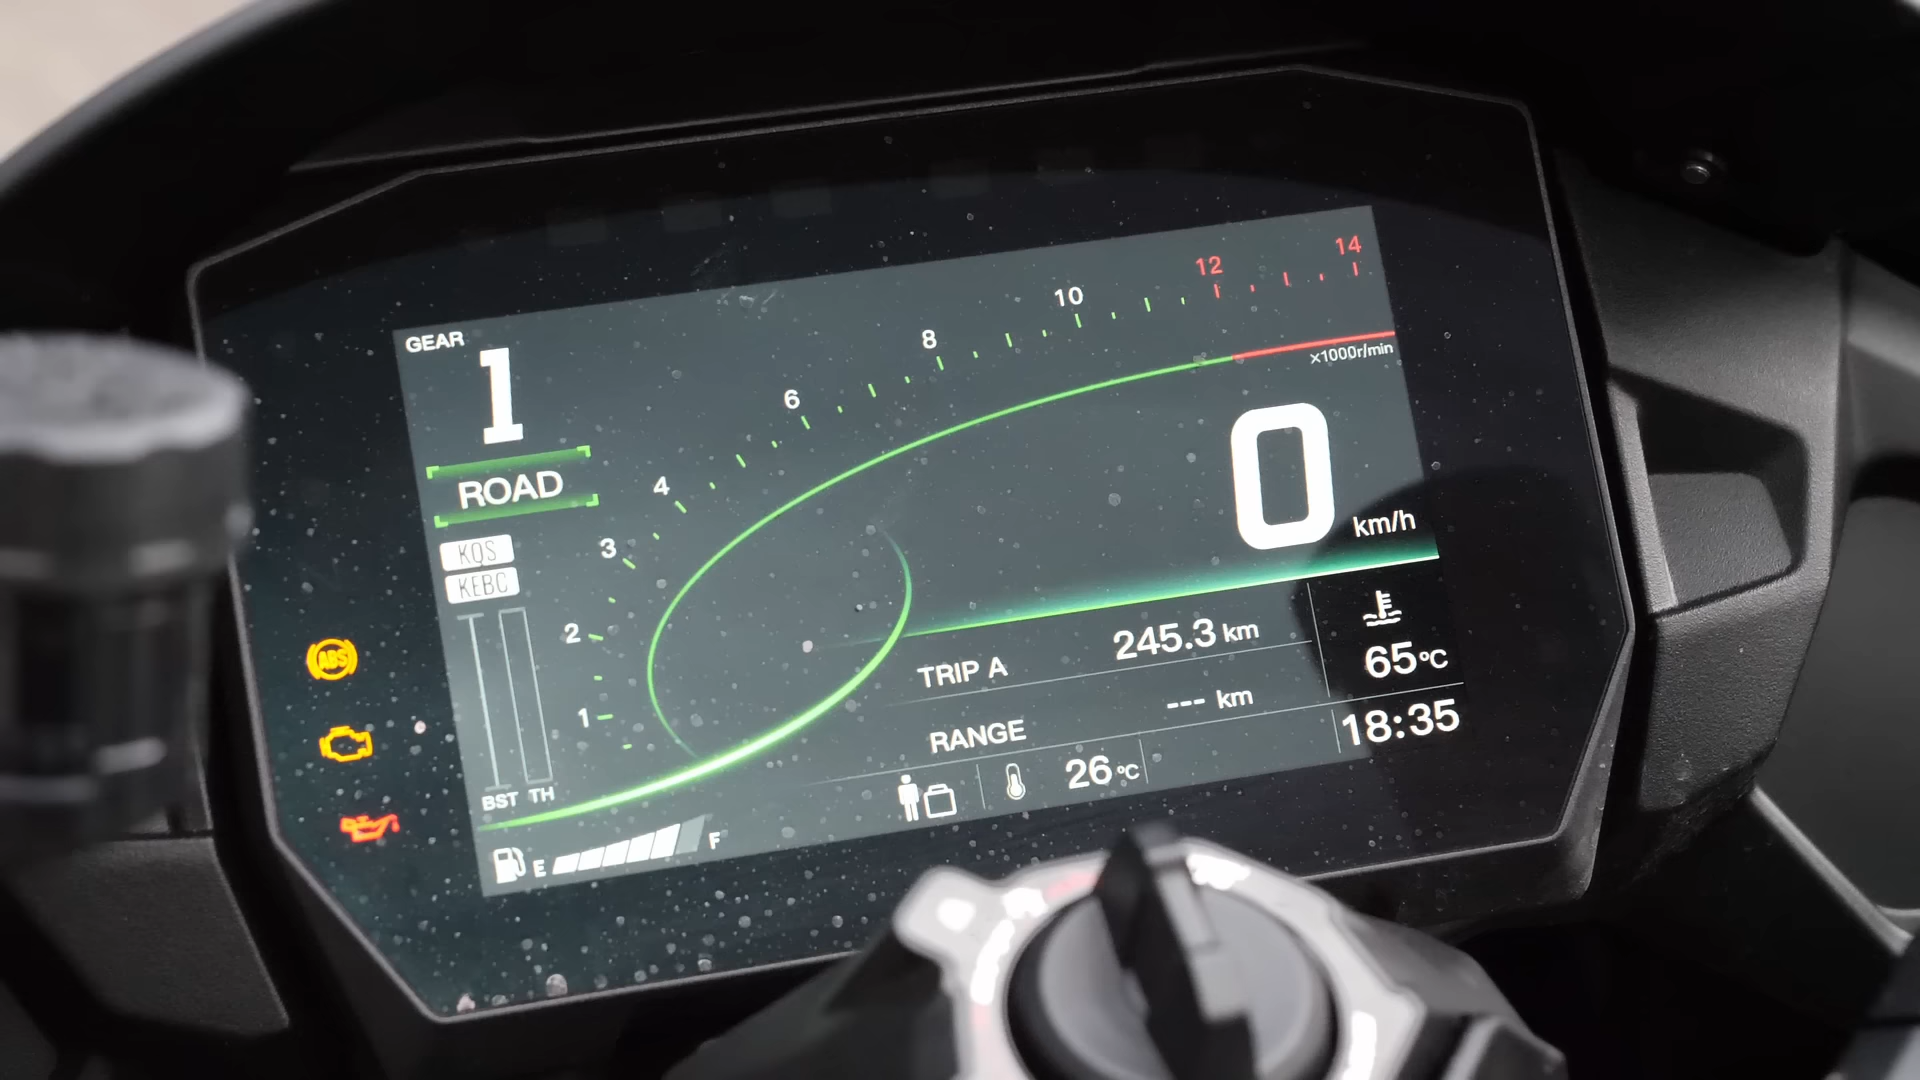 GEAR
1
ROAD
KQS
KEBC
BST TH
1
2
3
4
6
8
10
12
14
×1000r/min
0 km/h
TRIP A 245.3 km
65°C
RANGE --- km
18:35
26°C
E F
ABS